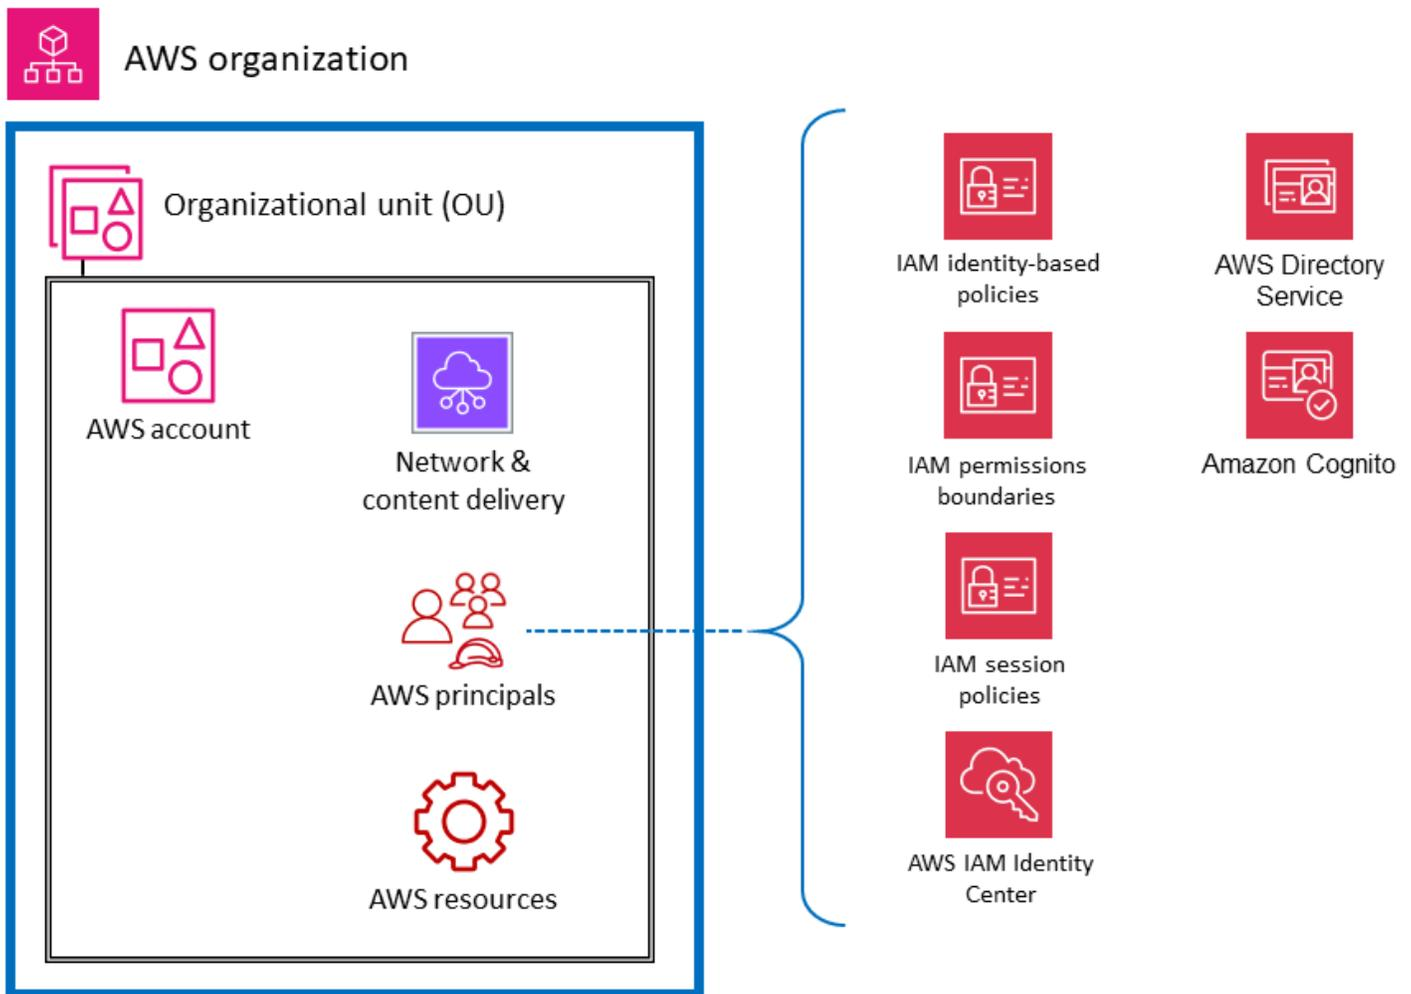 AWS organization
Organizational unit (OU)
AWS account
Network &
content delivery
AWS principals
AWS resources
IAM identity-based
policies
AWS Directory
Service
IAM permissions
boundaries
Amazon Cognito
IAM session
policies
AWS IAM Identity
Center